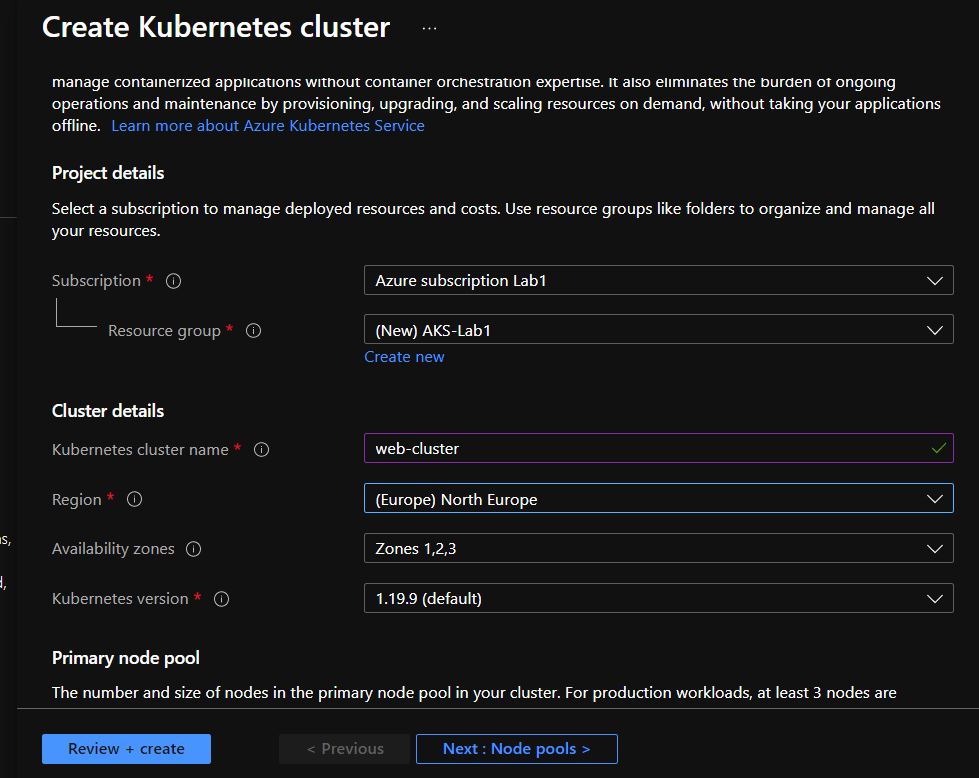 Create Kubernetes cluster ...
manage containerized applications without container orchestration expertise. It also eliminates the burden of ongoing
operations and maintenance by provisioning, upgrading, and scaling resources on demand, without taking your applications
offline. Learn more about Azure Kubernetes Service
Project details
Select a subscription to manage deployed resources and costs. Use resource groups like folders to organize and manage all
your resources.
Subscription *
Azure subscription Lab1
Resource group *
(New) AKS-Lab1
Create new
Cluster details
Kubernetes cluster name *
web-cluster
Region *
(Europe) North Europe
Availability zones
Zones 1,2,3
Kubernetes version *
1.19.9 (default)
Primary node pool
The number and size of nodes in the primary node pool in your cluster. For production workloads, at least 3 nodes are
Review + create
< Previous
Next : Node pools >